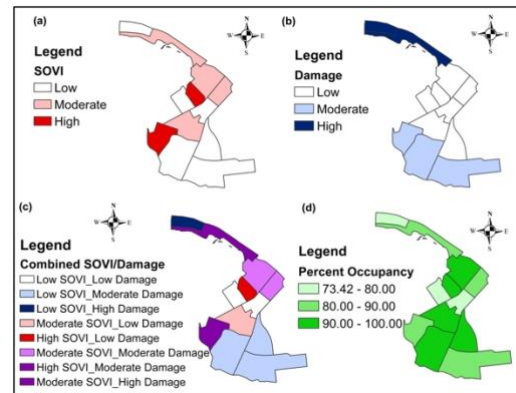 (a)
N
W E
S
Legend
SOVI
Low
Moderate
High
(b)
N
W E
S
Legend
Damage
Low
Moderate
High
(c)
N
W E
S
Legend
Combined SOVI/Damage
Low SOVI_Low Damage
Low SOVI_Moderate Damage
Low SOVI_High Damage
Moderate SOVI_Low Damage
High SOVI_Low Damage
Moderate SOVI_Moderate Damage
High SOVI_Moderate Damage
Moderate SOVI_High Damage
(d)
N
W E
S
Legend
Percent Occupancy
73.42 - 80.00
80.00 - 90.00
90.00 - 100.00